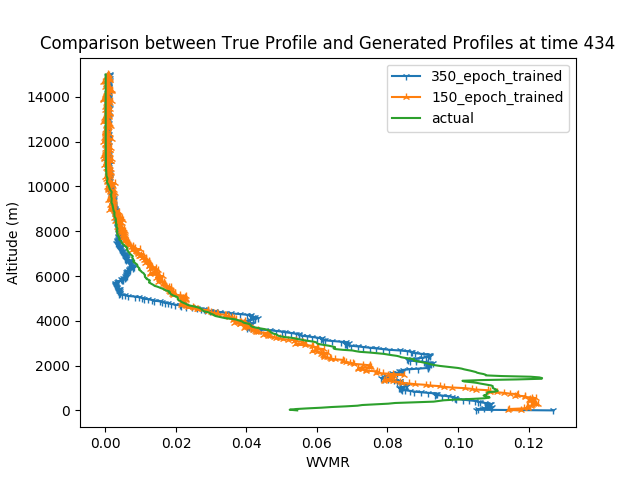 Comparison between True Profile and Generated Profiles at time 434
350_epoch_trained
150_epoch_trained
actual
14000
12000
10000
8000
6000
4000
2000
0
Altitude (m)
0.00 0.02 0.04 0.06 0.08 0.10 0.12
WVMR